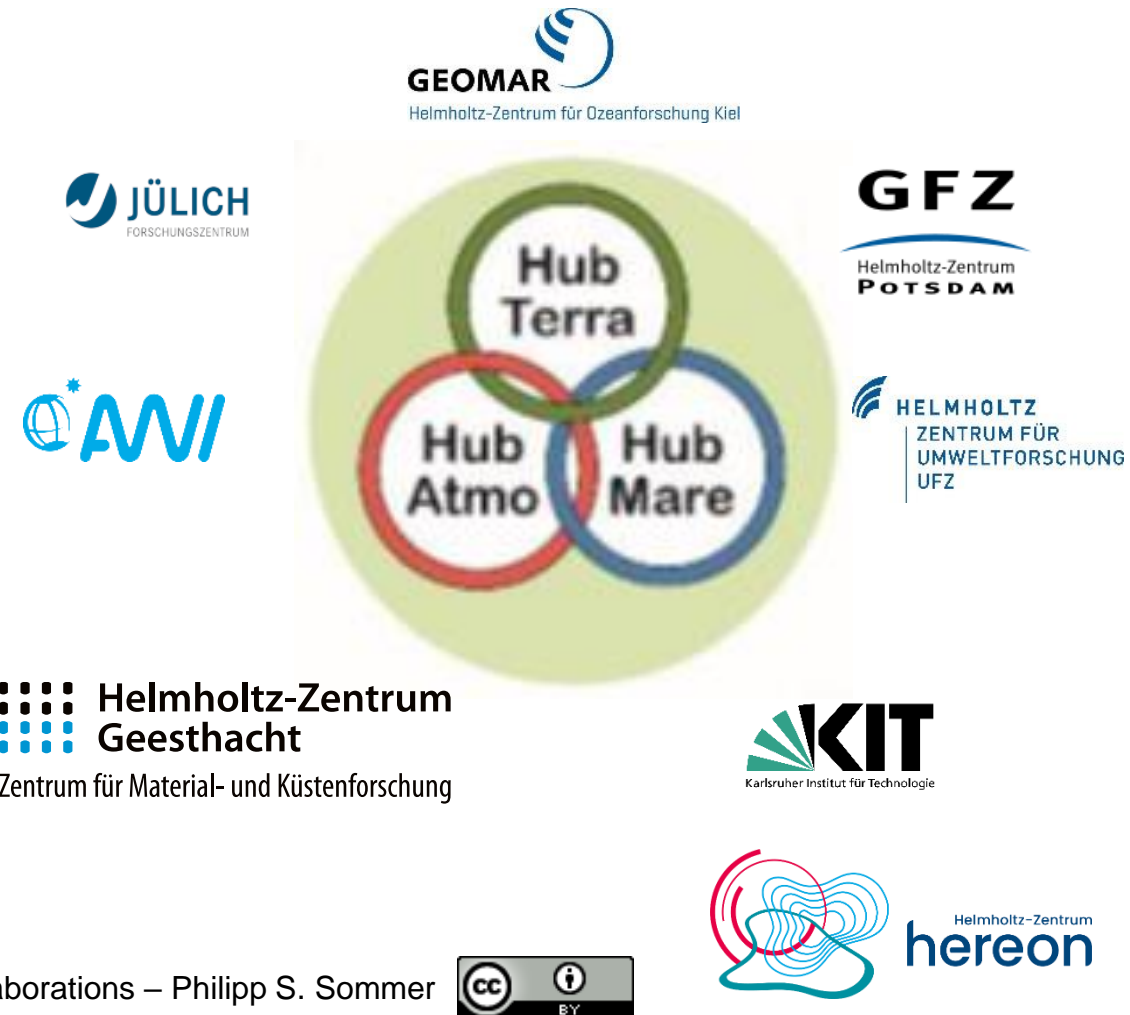 GEOMAR
Helmholtz-Zentrum für Ozeanforschung Kiel
JÜLICH
FORSCHUNGSZENTRUM
GFZ
Helmholtz-Zentrum
POTSDAM
Hub
Terra
AWI
Hub
Atmo
Hub
Mare
HELMHOLTZ
ZENTRUM FÜR
UMWELTFORSCHUNG
UFZ
Helmholtz-Zentrum
Geesthacht
Zentrum für Material- und Küstenforschung
KIT
Karlsruher Institut für Technologie
Helmholtz-Zentrum
hereon
aborations – Philipp S. Sommer
cc
BY